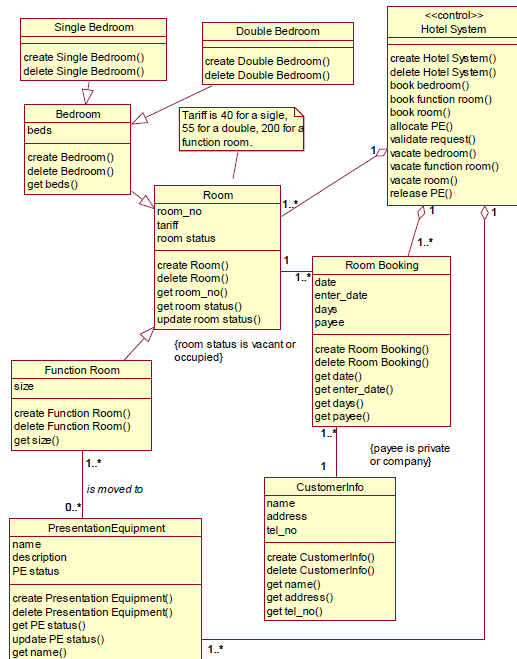 Single Bedroom
create Single Bedroom()
delete Single Bedroom()
Double Bedroom
create Double Bedroom()
delete Double Bedroom()
<<control>>
Hotel System
create Hotel System()
delete Hotel System()
book bedroom()
book function room()
book room()
allocate PE()
validate request()
vacate bedroom()
vacate function room()
vacate room()
release PE()
Bedroom
beds
create Bedroom()
delete Bedroom()
get beds()
Tariff is 40 for a sigle,
55 for a double, 200 for a
function room.
1
1..*
1
1..*
1
Room
room_no
tariff
room status
create Room()
delete Room()
get room_no()
get room status()
update room status()
1
1..*
Room Booking
date
enter_date
days
payee
create Room Booking()
delete Room Booking()
get date()
get enter_date()
get days()
get payee()
{room status is vacant or
occupied}
Function Room
size
create Function Room()
delete Function Room()
get size()
1..*
is moved to
0..*
1..*
{payee is private
or company}
1
CustomerInfo
name
address
tel_no
create CustomerInfo()
delete CustomerInfo()
get name()
get address()
get tel_no()
PresentationEquipment
name
description
PE status
create Presentation Equipment()
delete Presentation Equipment()
get PE status()
update PE status()
get name()
1..*